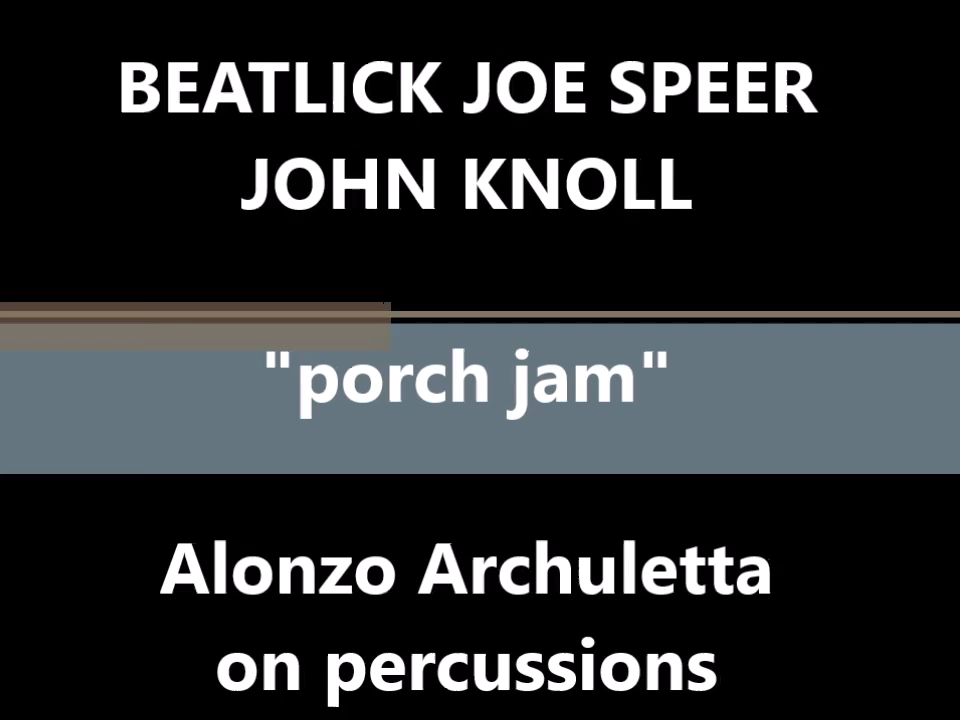 BEATLICK JOE SPEER
JOHN KNOLL
"porch jam"
Alonzo Archuletta
on percussions